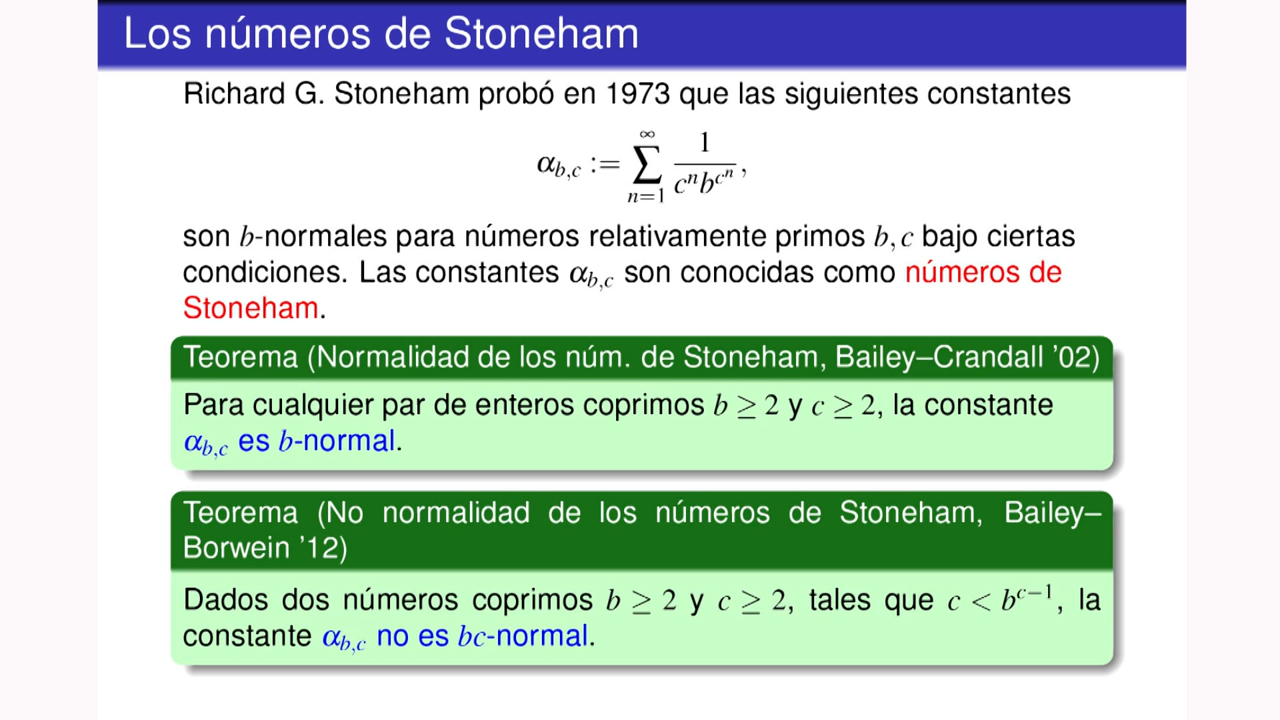 Los números de Stoneham
Richard G. Stoneham probó en 1973 que las siguientes constantes
α_{b,c} := \sum_{n=1}^{∞} \frac{1}{c^n b^{c^n}},
son b-normales para números relativamente primos b,c bajo ciertas
condiciones. Las constantes α_{b,c} son conocidas como números de
Stoneham.
Teorema (Normalidad de los núm. de Stoneham, Bailey–Crandall ’02)
Para cualquier par de enteros coprimos b ≥ 2 y c ≥ 2, la constante
α_{b,c} es b-normal.
Teorema (No normalidad de los números de Stoneham, Bailey–
Borwein ’12)
Dados dos números coprimos b ≥ 2 y c ≥ 2, tales que c < b^{c−1}, la
constante α_{b,c} no es bc-normal.